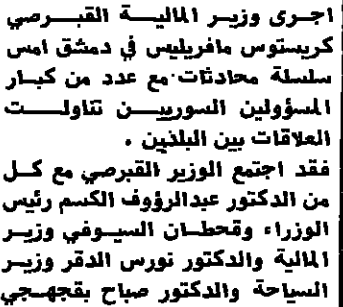 اجرى وزير المالية القبرصي
كريستوس مافريليس في دمشق امس
سلسلة محادثات مع عدد من كبار
المسؤولين السوريين تناولت
العلاقات بين البلدين .
فقد اجتمع الوزير القبرصي مع كل
من الدكتور عبدالرؤوف الكسم رئيس
الوزراء وقحطان السيوفي وزير
المالية والدكتور نورس الدقر وزير
السياحة والدكتور صباح بقجهجي